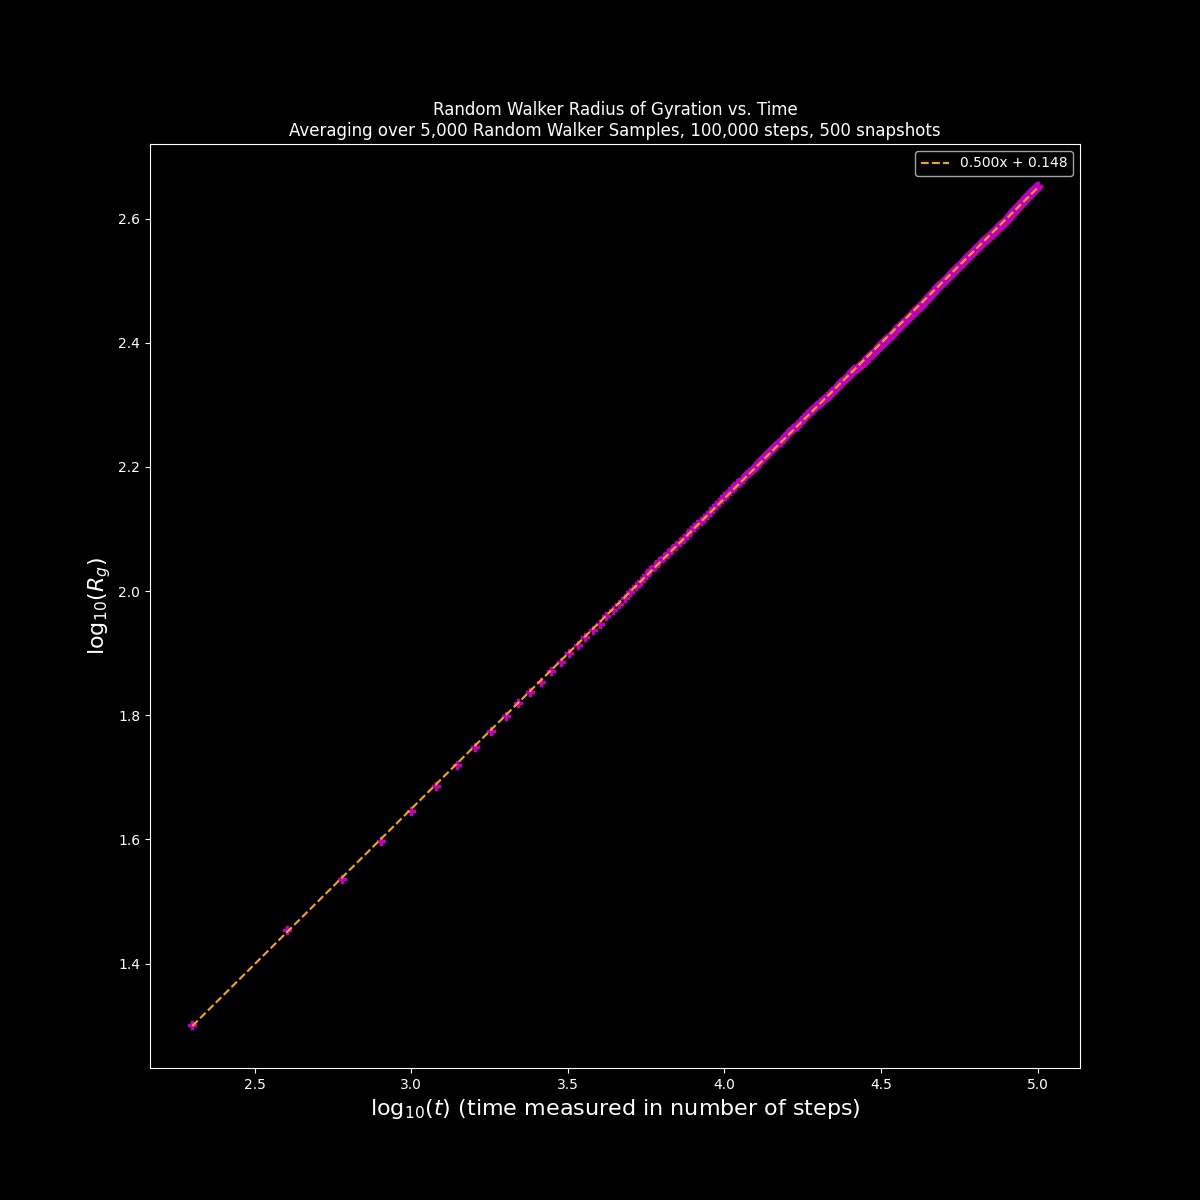 Random Walker Radius of Gyration vs. Time
Averaging over 5,000 Random Walker Samples, 100,000 steps, 500 snapshots
0.500x + 0.148
2.6
2.4
2.2
2.0
1.8
1.6
1.4
log₁₀(R_g)
2.5 3.0 3.5 4.0 4.5 5.0
log₁₀(t) (time measured in number of steps)